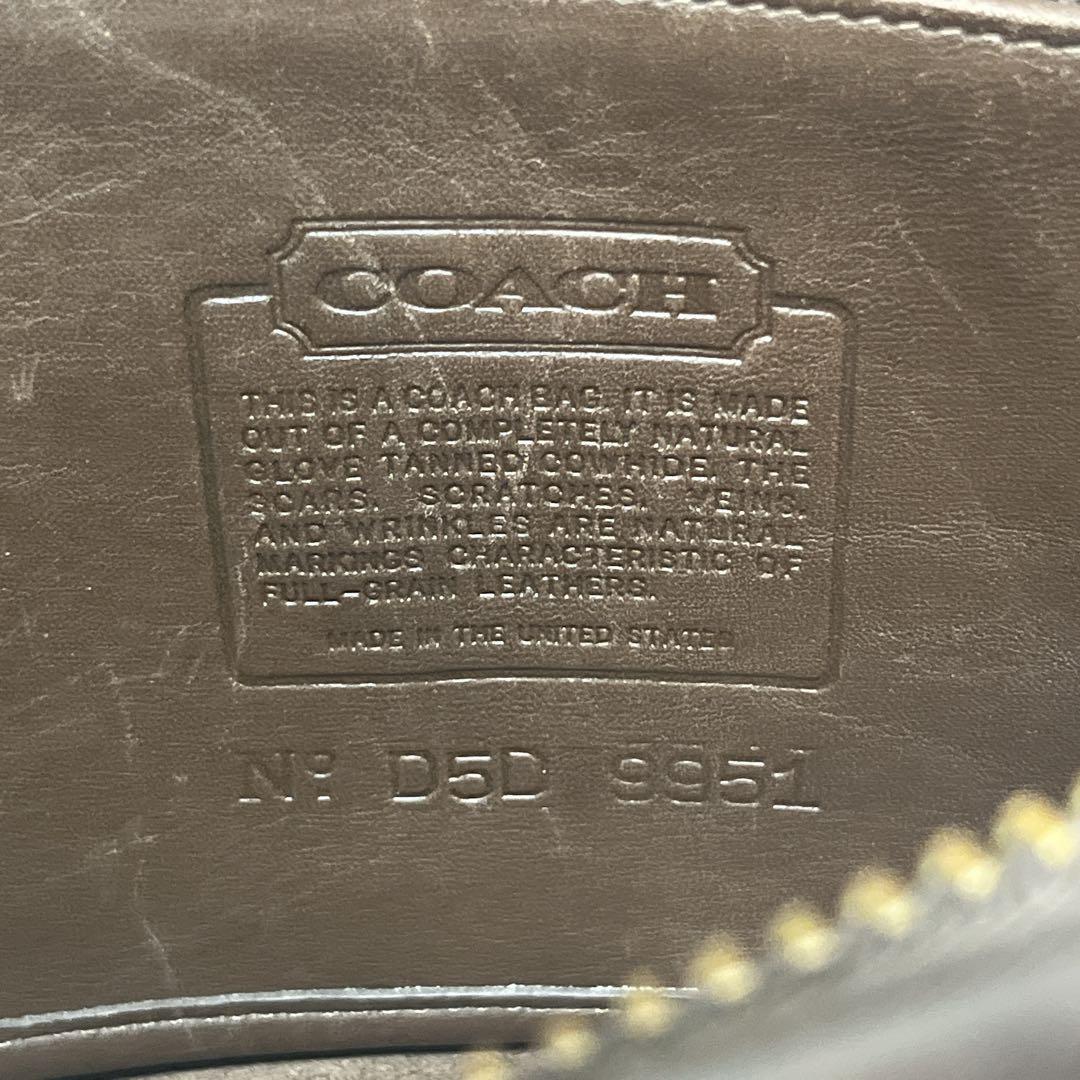 COACH
THIS IS A COACH BAG. IT IS MADE
OUT OF A COMPLETELY NATURAL
GLOVE TANNED COWHIDE. THE
SCARS, SCRATCHES, VEINS,
AND WRINKLES ARE NATURAL
MARKINGS CHARACTERISTIC OF
FULL-GRAIN LEATHERS.
MADE IN THE UNITED STATES
Nº D5D 9951